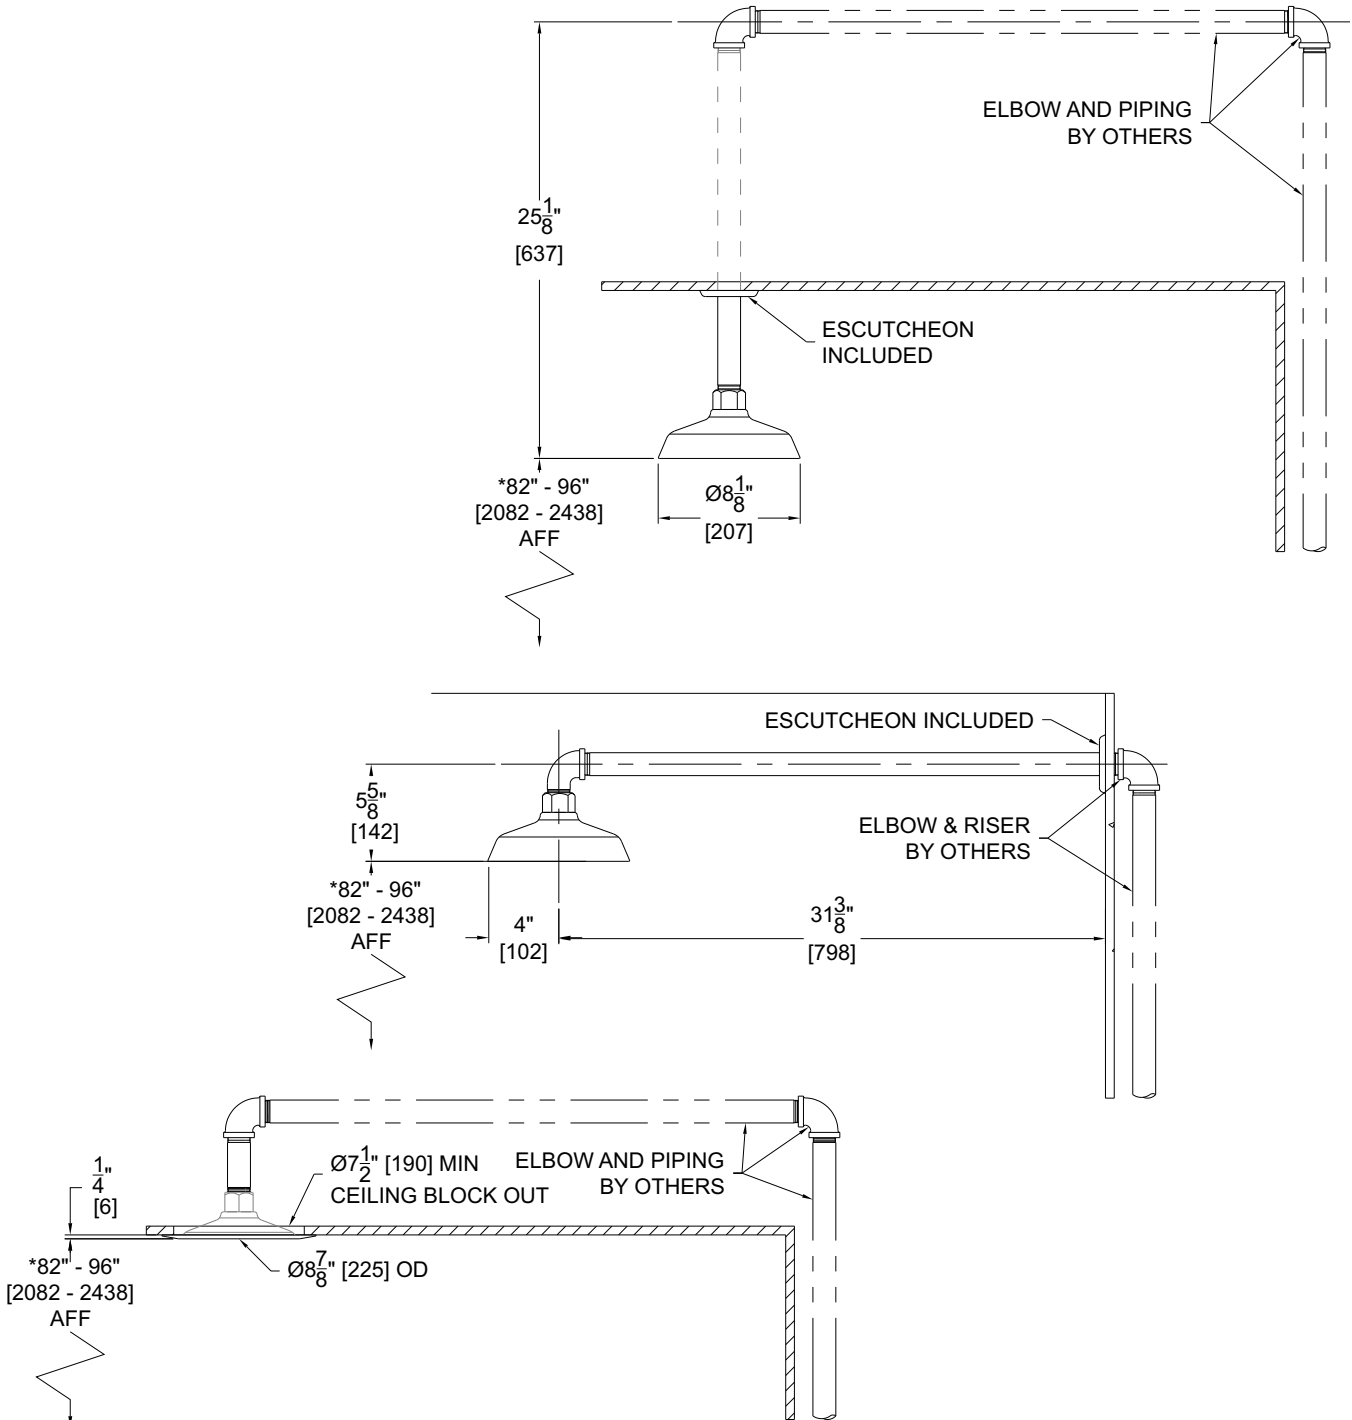 ELBOW AND PIPING
BY OTHERS
25 1/8"
[637]
ESCUTCHEON
INCLUDED
*82" - 96"
[2082 - 2438]
AFF
Ø8 1/8"
[207]
ESCUTCHEON INCLUDED
5 5/8"
[142]
ELBOW & RISER
BY OTHERS
*82" - 96"
[2082 - 2438]
AFF
4"
[102]
31 3/8"
[798]
1/4"
[6]
Ø7 1/2" [190] MIN
CEILING BLOCK OUT
ELBOW AND PIPING
BY OTHERS
Ø8 7/8" [225] OD
*82" - 96"
[2082 - 2438]
AFF